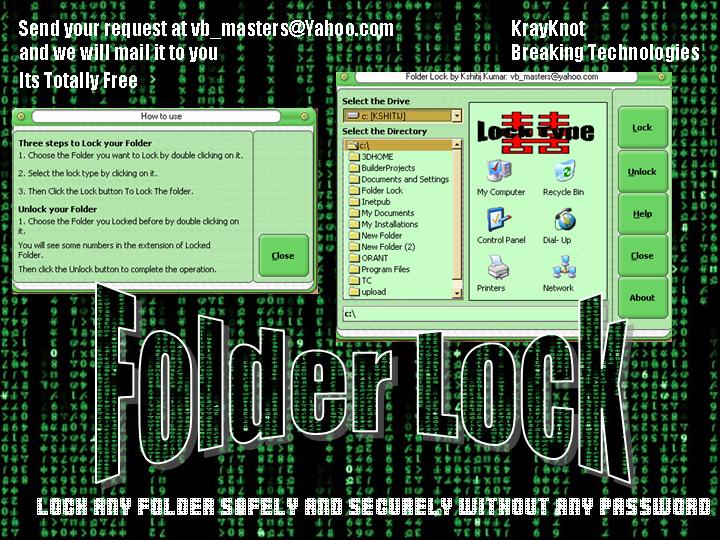 Send your request at vb_masters@Yahoo.com
and we will mail it to you
Its Totally Free
KrayKnot
Breaking Technologies
How to use
Three steps to Lock your Folder
1. Choose the Folder you want to Lock by double clicking on it.
2. Select the lock type by clicking on it.
3. Then Click the Lock button To Lock The folder.
Unlock your Folder
1. Choose the Folder you Locked before by double clicking on
it.
You will see some numbers in the extension of Locked
Folder.
Then click the Unlock button to complete the operation.
Close
Folder Lock by Kshitij Kumar: vb_masters@yahoo.com
Select the Drive
c: [KSHITIJ]
Select the Directory
c:\
3DHOME
BuilderProjects
Documents and Settings
Folder Lock
Inetpub
My Documents
My Installations
New Folder
New Folder (2)
ORANT
Program Files
TC
upload
c:\
Lock Type
My Computer
Recycle Bin
Control Panel
Dial- Up
Printers
Network
Lock
Unlock
Help
Close
About
Folder Lock
LOCK ANY FOLDER SAFELY AND SECURELY WITHOUT ANY PASSWORD